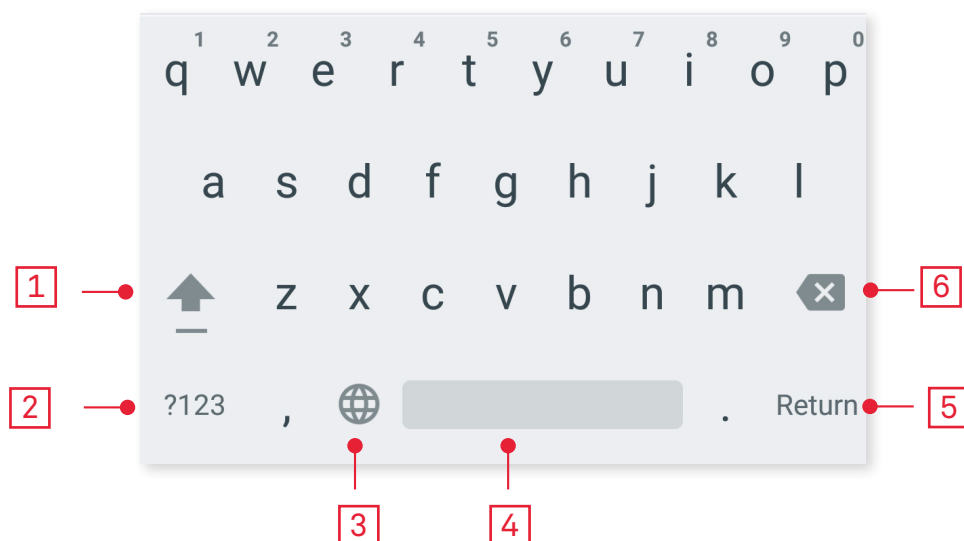 1 2 3 4 5 6 7 8 9 0
q w e r t y u i o p
a s d f g h j k l
1 z x c v b n m 6
2 ?123 , . Return 5
3 4